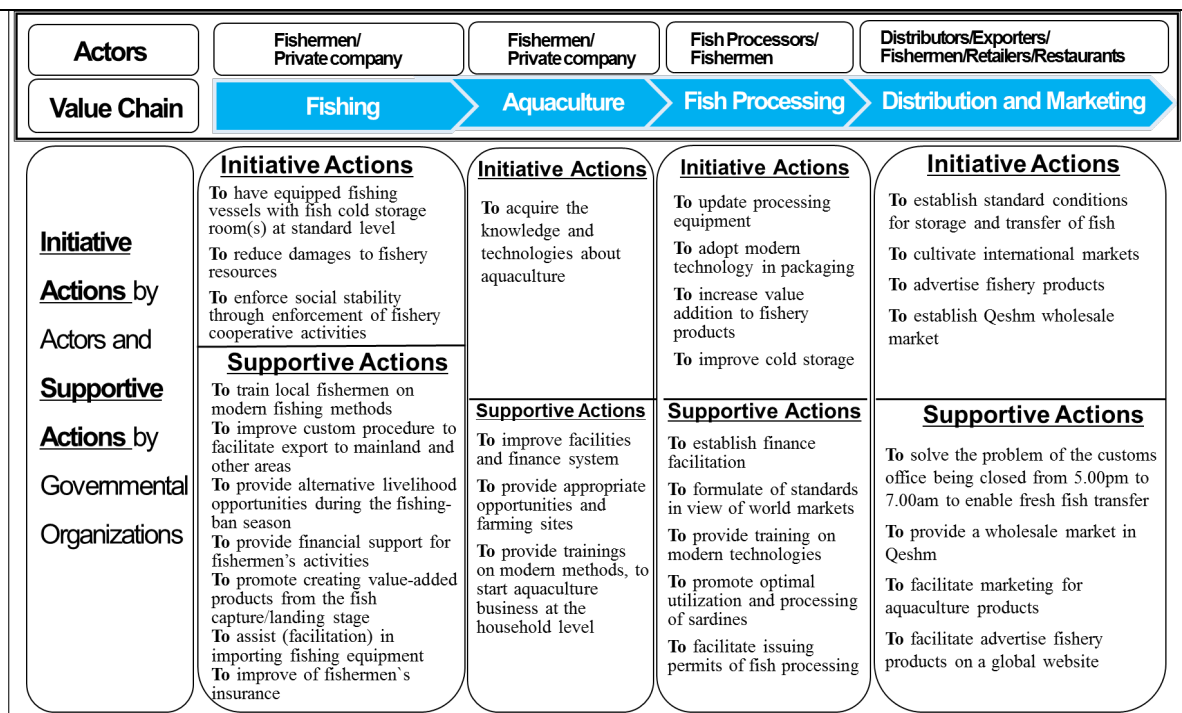 Actors
Fishermen/
Private company
Fishermen/
Private company
Fish Processors/
Fishermen
Distributors/Exporters/
Fishermen/Retailers/Restaurants
Value Chain
Fishing
Aquaculture
Fish Processing
Distribution and Marketing
Initiative
Actions by
Actors and
Supportive
Actions by
Governmental
Organizations
Initiative Actions
To have equipped fishing
vessels with fish cold storage
room(s) at standard level
To reduce damages to fishery
resources
To enforce social stability
through enforcement of fishery
cooperative activities
Supportive Actions
To train local fishermen on
modern fishing methods
To improve custom procedure to
facilitate export to mainland and
other areas
To provide alternative livelihood
opportunities during the fishing-
ban season
To provide financial support for
fishermen's activities
To promote creating value-added
products from the fish
capture/landing stage
To assist (facilitation) in
importing fishing equipment
To improve of fishermen`s
insurance
Initiative Actions
To acquire the
knowledge and
technologies about
aquaculture
Supportive Actions
To improve facilities
and finance system
To provide appropriate
opportunities and
farming sites
To provide trainings
on modern methods, to
start aquaculture
business at the
household level
Initiative Actions
To update processing
equipment
To adopt modern
technology in packaging
To increase value
addition to fishery
products
To improve cold storage
Supportive Actions
To establish finance
facilitation
To formulate of standards
in view of world markets
To provide training on
modern technologies
To promote optimal
utilization and processing
of sardines
To facilitate issuing
permits of fish processing
Initiative Actions
To establish standard conditions
for storage and transfer of fish
To cultivate international markets
To advertise fishery products
To establish Qeshm wholesale
market
Supportive Actions
To solve the problem of the customs
office being closed from 5.00pm to
7.00am to enable fresh fish transfer
To provide a wholesale market in
Qeshm
To facilitate marketing for
aquaculture products
To facilitate advertise fishery
products on a global website